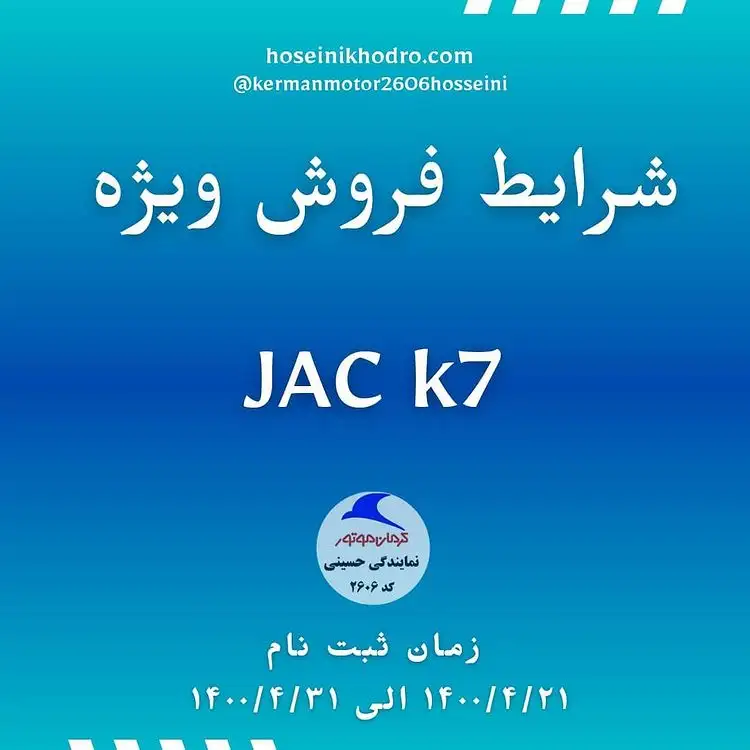 hoseinikhodro.com
@kermanmotor2606hosseini
شرایط فروش ویژه
JAC k7
کرمان موتور
نمایندگی حسینی
کد ۲۶۰۶
زمان ثبت نام
۱۴۰۰/۴/۲۱ الی ۱۴۰۰/۴/۳۱